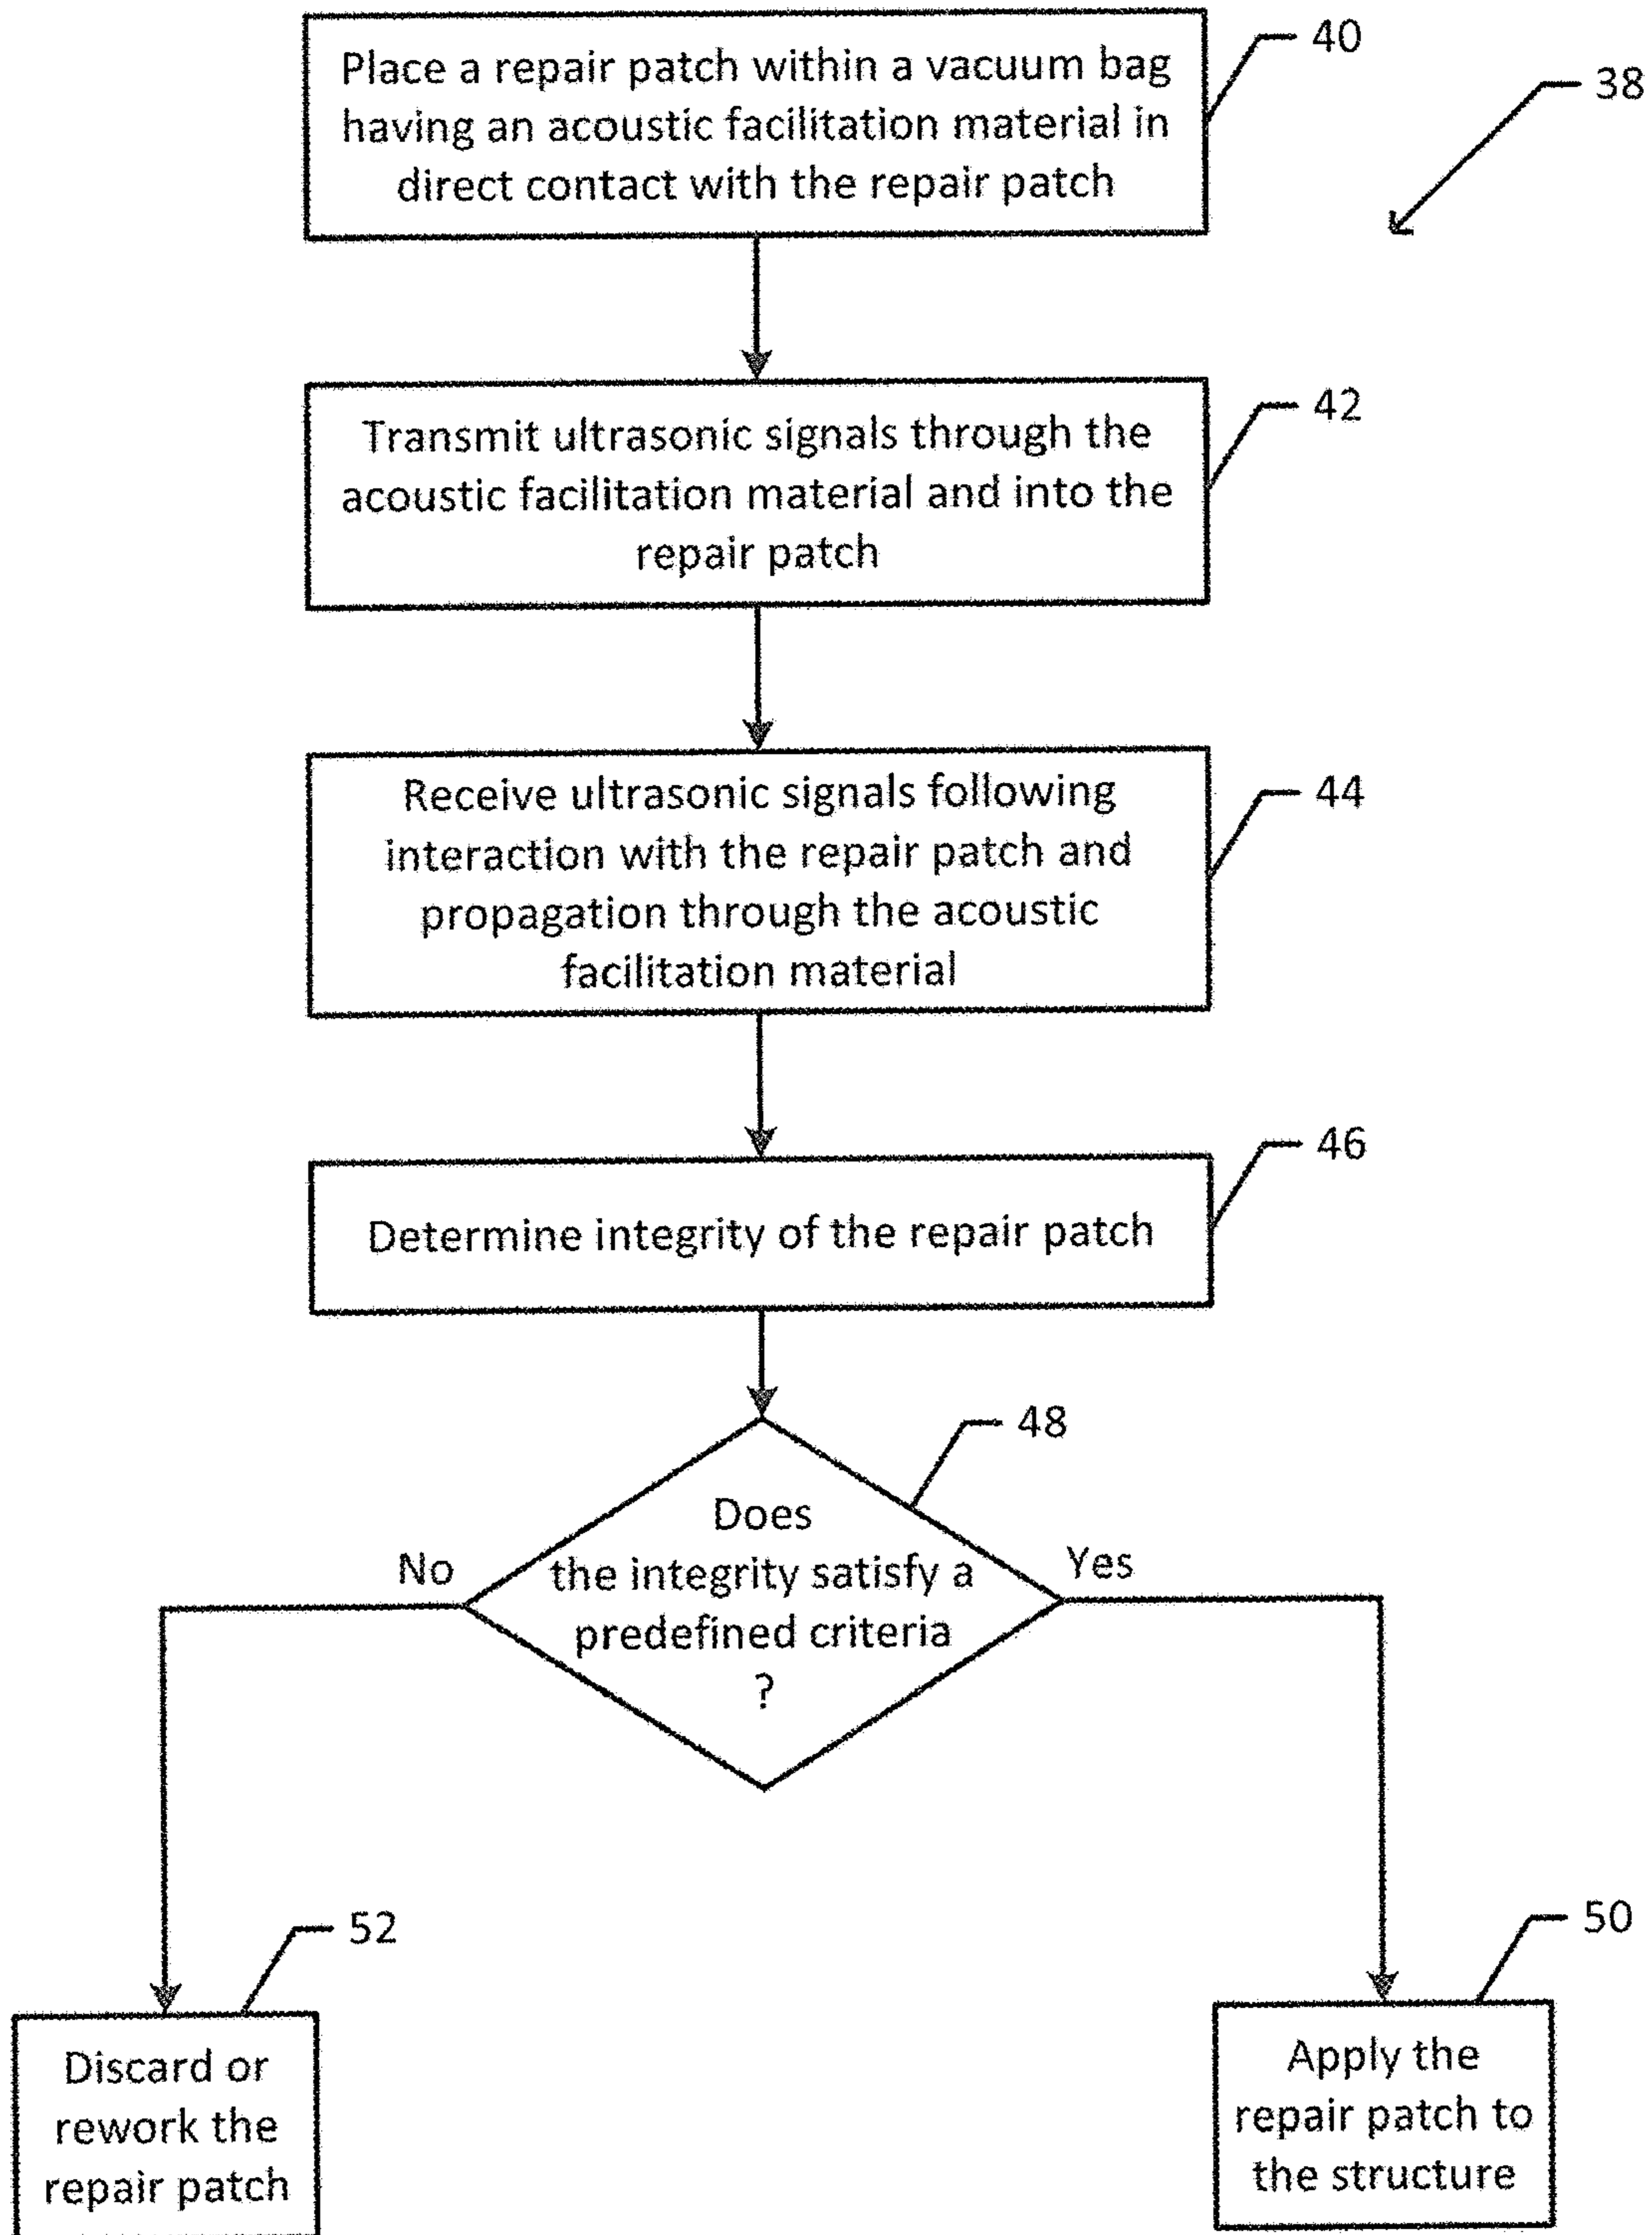 Place a repair patch within a vacuum bag
having an acoustic facilitation material in
direct contact with the repair patch
40
38
Transmit ultrasonic signals through the
acoustic facilitation material and into the
repair patch
42
Receive ultrasonic signals following
interaction with the repair patch and
propagation through the acoustic
facilitation material
44
Determine integrity of the repair patch
46
48
Does
the integrity satisfy a
predefined criteria
?
No
Yes
52
Discard or
rework the
repair patch
50
Apply the
repair patch to
the structure